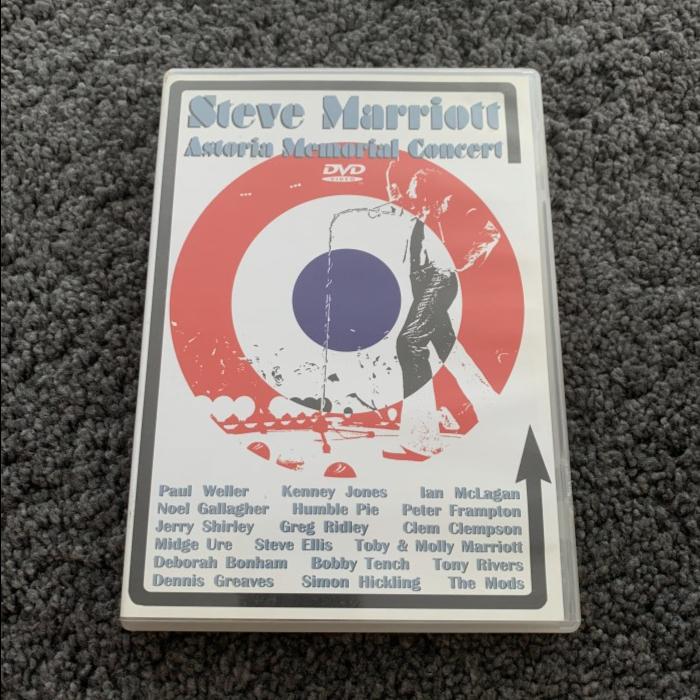 Steve Marriott
Astoria Memorial Concert
DVD
VIDEO
Paul Weller Kenney Jones Ian McLagan
Noel Gallagher Humble Pie Peter Frampton
Jerry Shirley Greg Ridley Clem Clempson
Midge Ure Steve Ellis Toby & Molly Marriott
Deborah Bonham Bobby Tench Tony Rivers
Dennis Greaves Simon Hickling The Mods